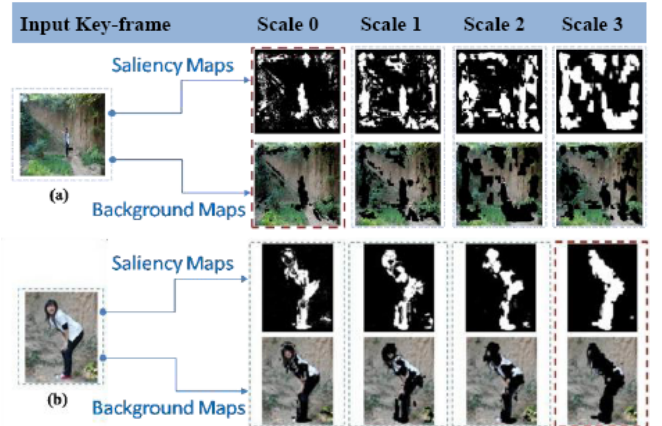 Input Key-frame Scale 0 Scale 1 Scale 2 Scale 3
Saliency Maps
(a)
Background Maps
Saliency Maps
(b)
Background Maps